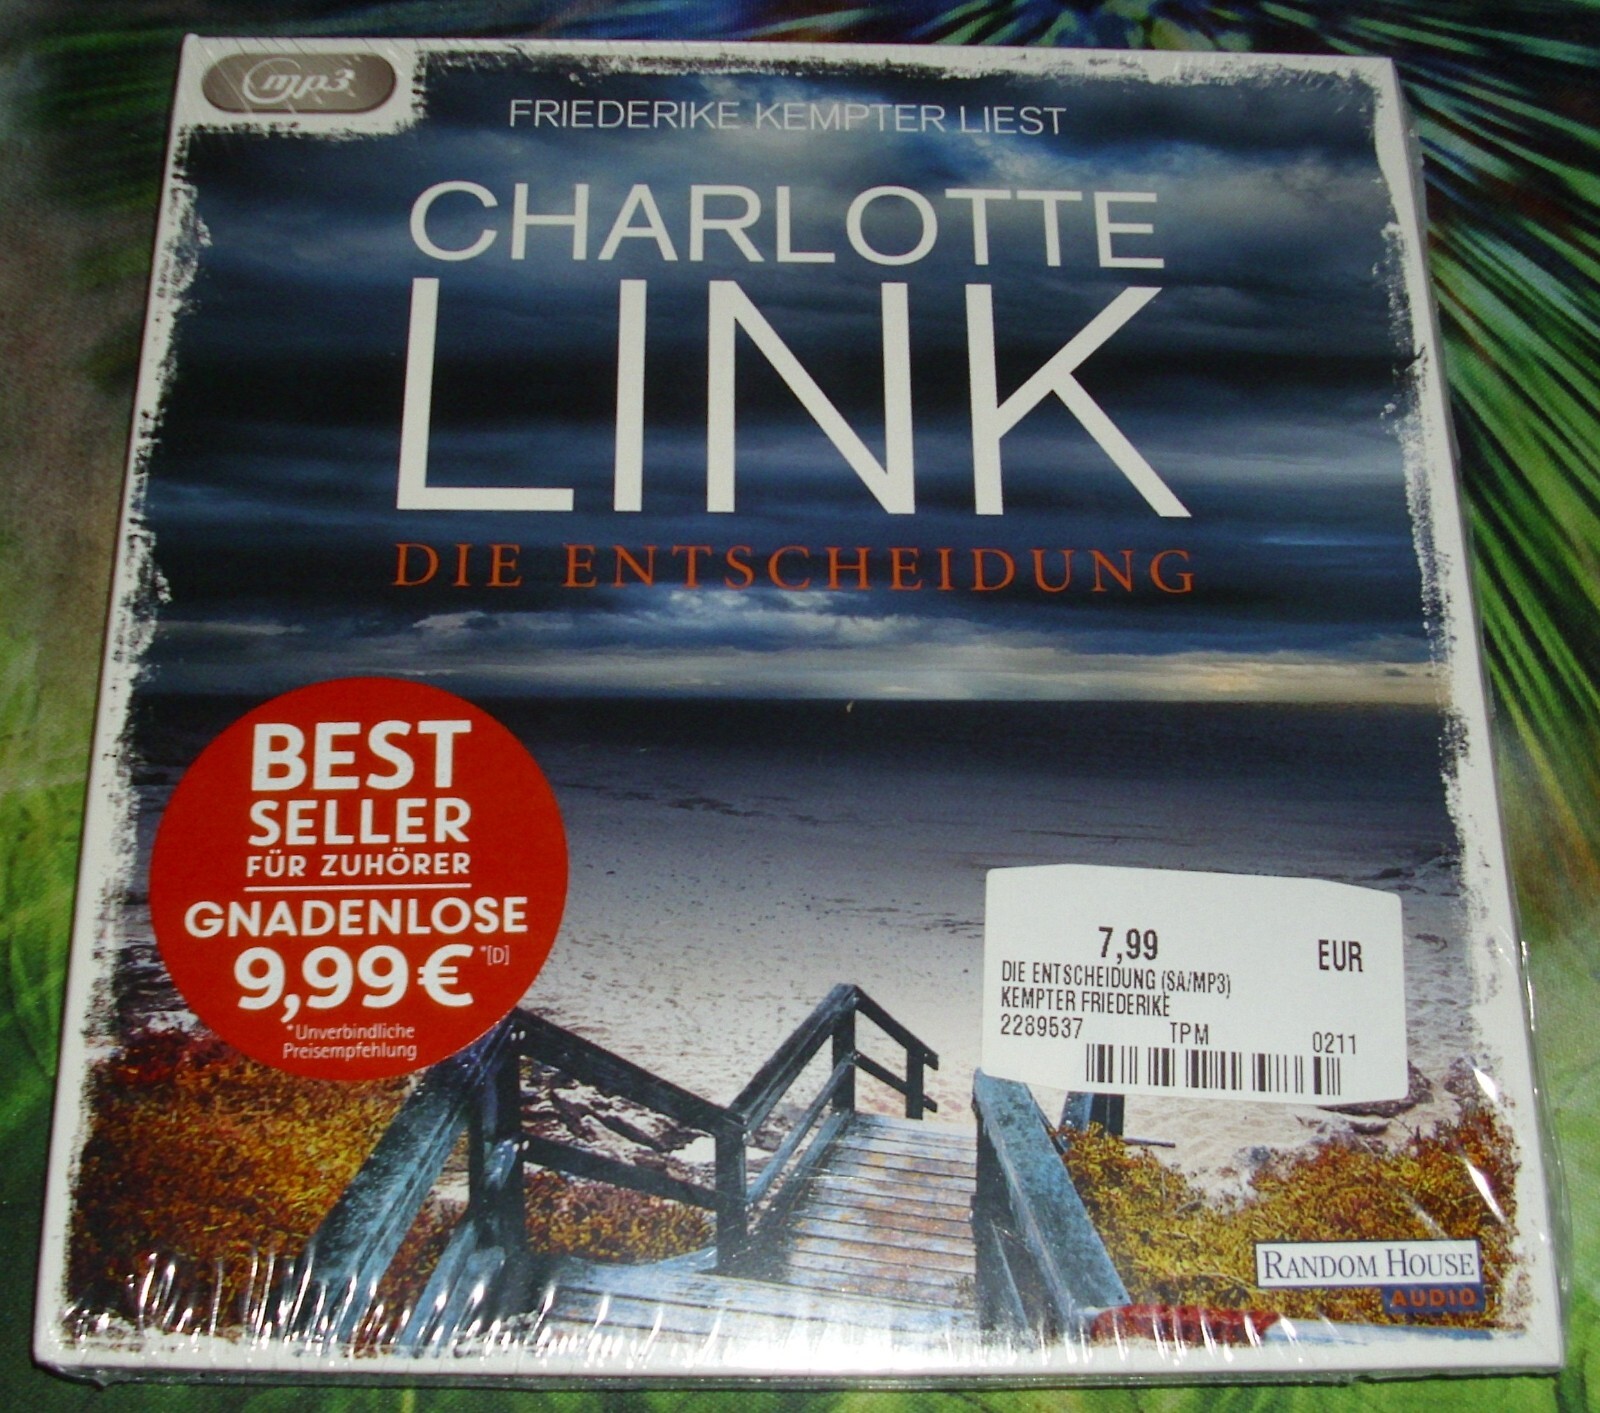 mp3
FRIEDERIKE KEMPTER LIEST
CHARLOTTE
LINK
DIE ENTSCHEIDUNG
BEST
SELLER
FÜR ZUHÖRER
GNADENLOSE
9,99 € *[D]
*Unverbindliche
Preisempfehlung
7,99 EUR
DIE ENTSCHEIDUNG (SA/MP3)
KEMPTER FRIEDERIKE
2289537 TPM 0211
RANDOM HOUSE
AUDIO